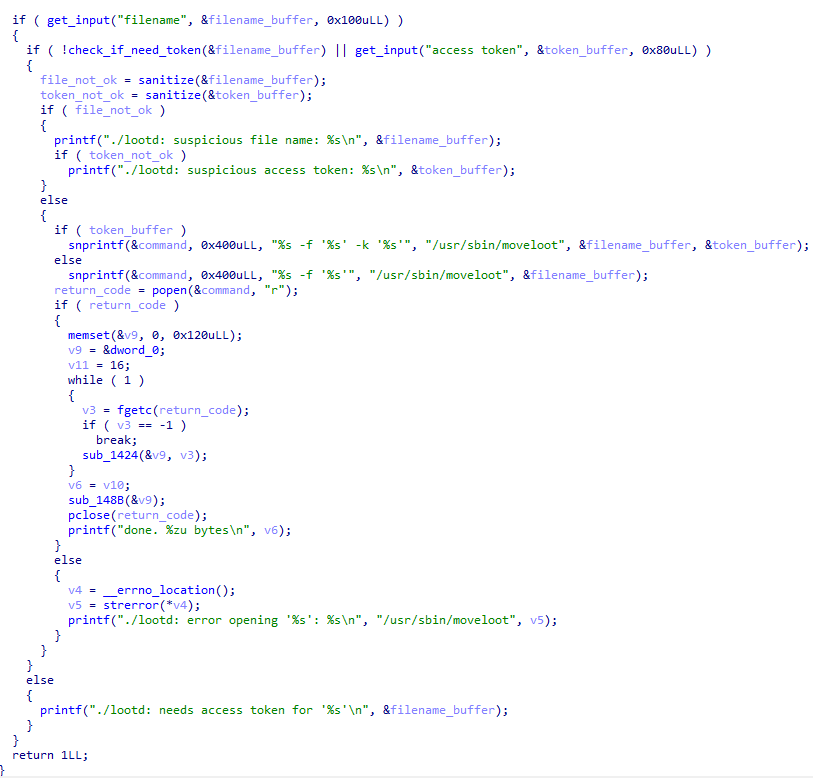 if ( get_input("filename", &filename_buffer, 0x100uLL) )
{
if ( !check_if_need_token(&filename_buffer) || get_input("access token", &token_buffer, 0x80uLL) )
{
file_not_ok = sanitize(&filename_buffer);
token_not_ok = sanitize(&token_buffer);
if ( file_not_ok )
{
printf("./lootd: suspicious file name: %s\n", &filename_buffer);
if ( token_not_ok )
printf("./lootd: suspicious access token: %s\n", &token_buffer);
}
else
{
if ( token_buffer )
snprintf(&command, 0x400uLL, "%s -f '%s' -k '%s'", "/usr/sbin/moveloot", &filename_buffer, &token_buffer);
else
snprintf(&command, 0x400uLL, "%s -f '%s'", "/usr/sbin/moveloot", &filename_buffer);
return_code = popen(&command, "r");
if ( return_code )
{
memset(&v9, 0, 0x120uLL);
v9 = &dword_0;
v11 = 16;
while ( 1 )
{
v3 = fgetc(return_code);
if ( v3 == -1 )
break;
sub_1424(&v9, v3);
}
v6 = v10;
sub_148B(&v9);
pclose(return_code);
printf("done. %zu bytes\n", v6);
}
else
{
v4 = __errno_location();
v5 = strerror(*v4);
printf("./lootd: error opening '%s': %s\n", "/usr/sbin/moveloot", v5);
}
}
}
else
{
printf("./lootd: needs access token for '%s'\n", &filename_buffer);
}
}
return 1LL;
}